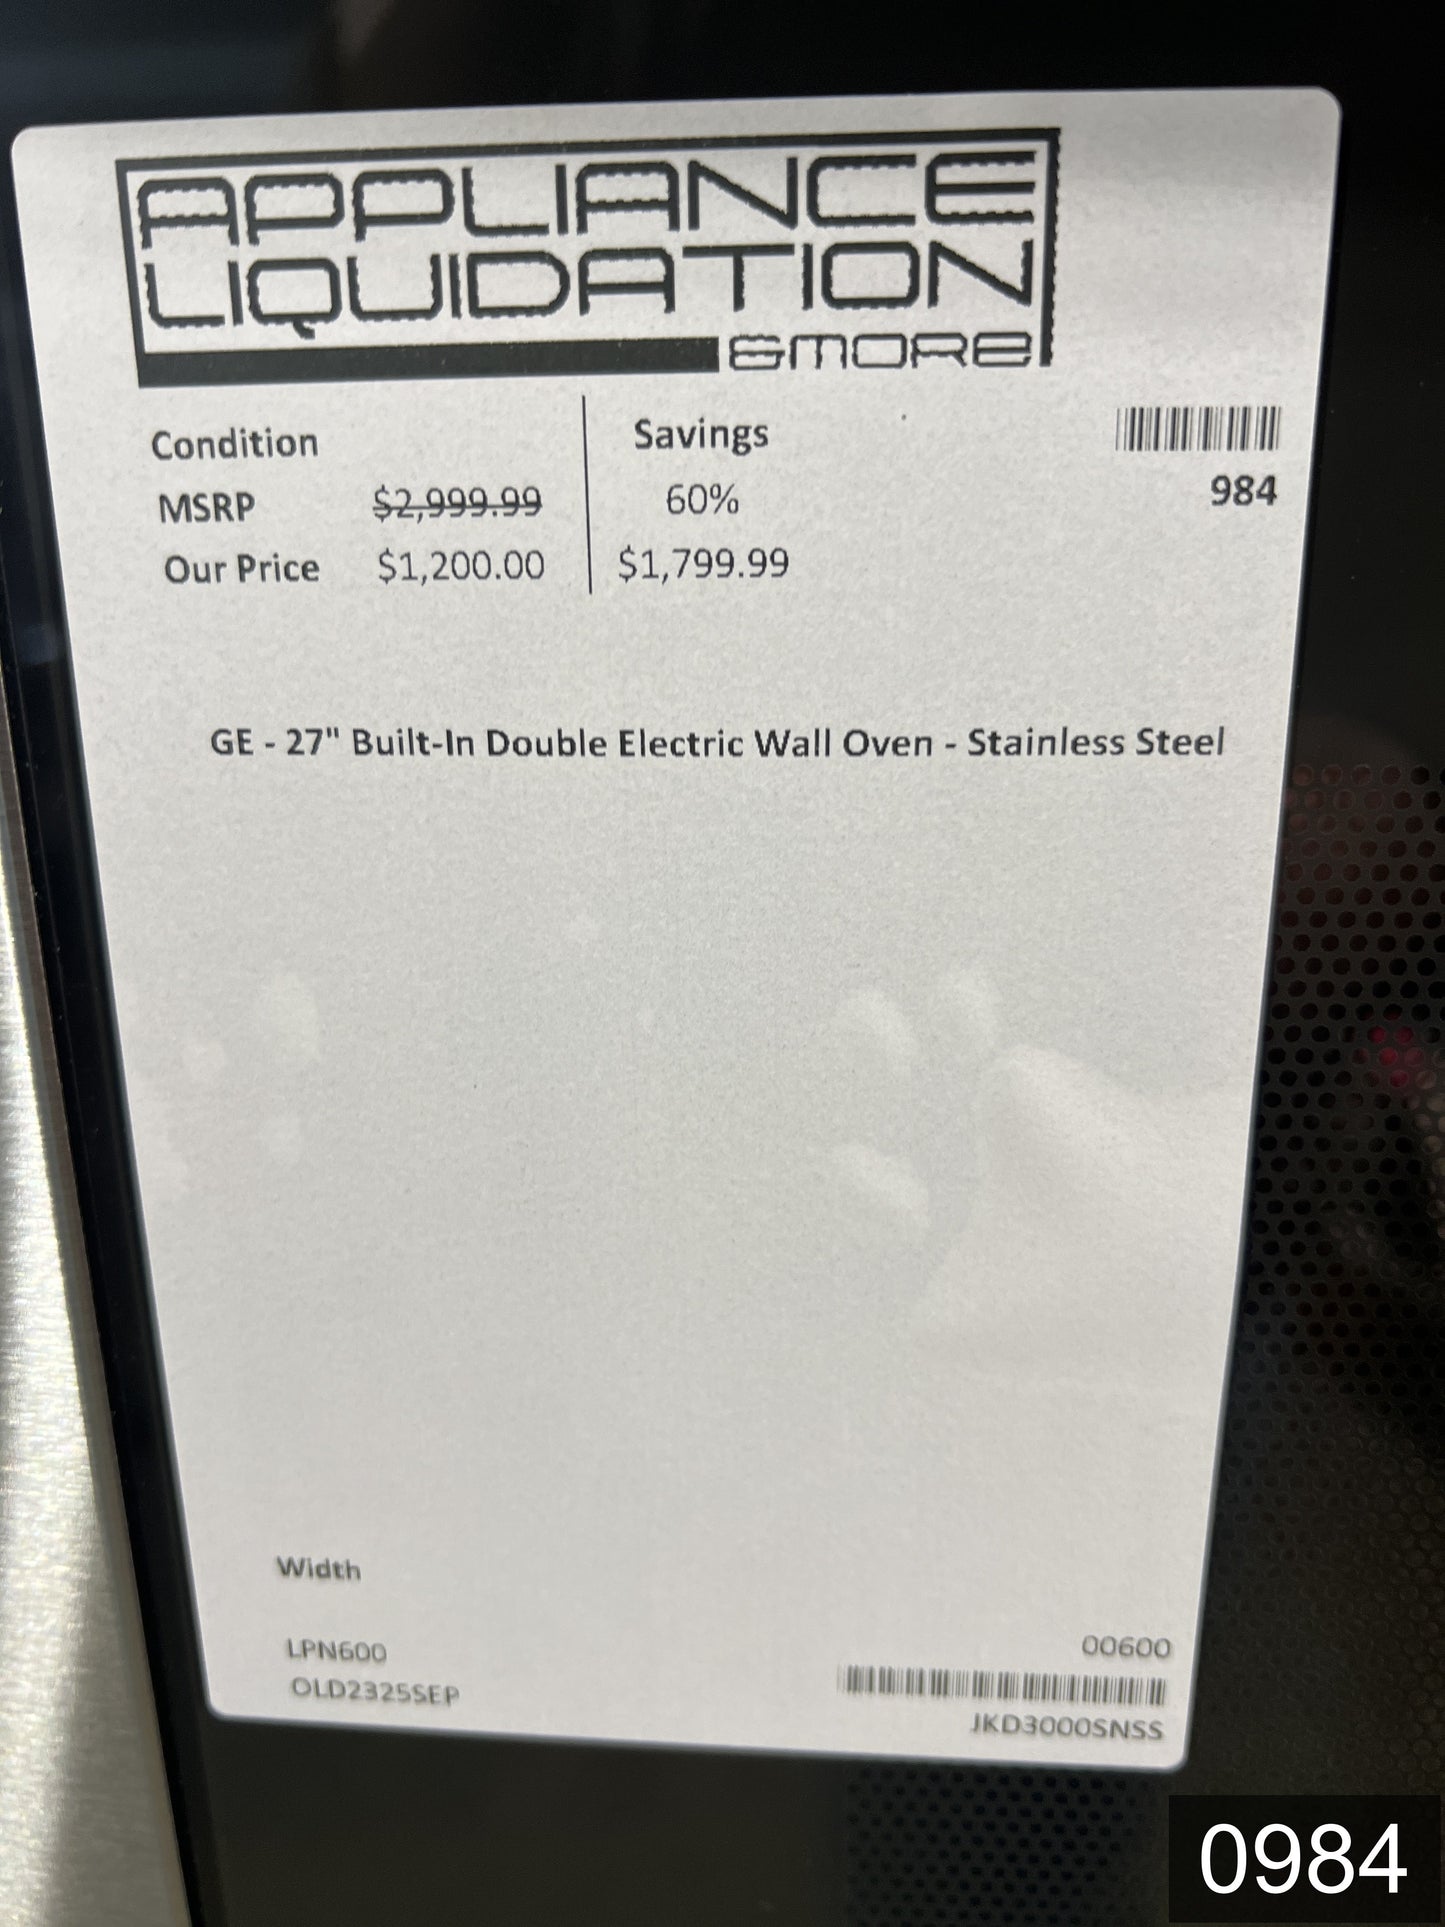 APPLIANCE
LIQUIDATION
&MORE
Condition
MSRP $2,999.99
Our Price $1,200.00
Savings
60%
$1,799.99
984
GE - 27" Built-In Double Electric Wall Oven - Stainless Steel
Width
LPN600
OLD2325SEP
00600
JKD3000SNSS
0984